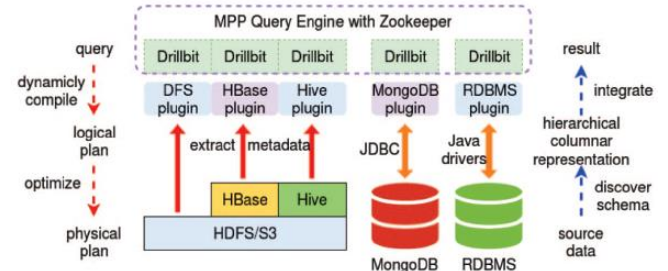 MPP Query Engine with Zookeeper
query
Drillbit Drillbit Drillbit Drillbit Drillbit
result
dynamicly
compile
DFS
plugin
HBase
plugin
Hive
plugin
MongoDB
plugin
RDBMS
plugin
integrate
logical
plan
extract metadata
JDBC
Java
drivers
hierarchical
columnar
representation
optimize
HBase
Hive
discover
schema
physical
plan
HDFS/S3
source
data
MongoDB
RDBMS